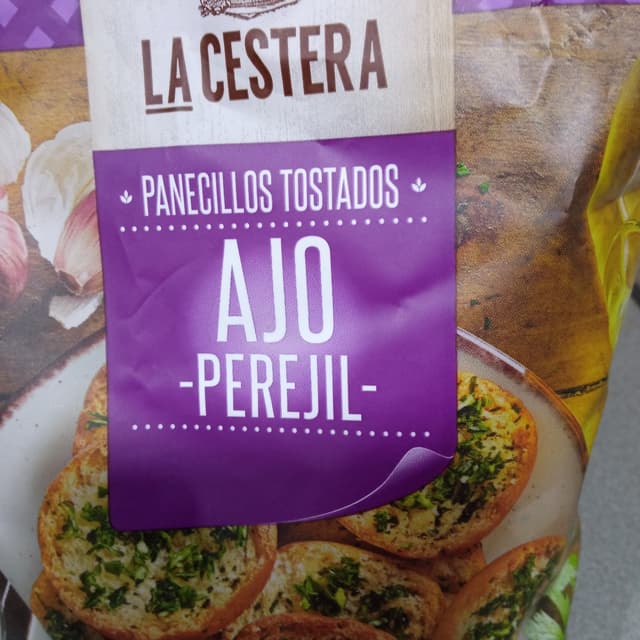 LA CESTERA
PANECILLOS TOSTADOS
AJO
-PEREJIL-